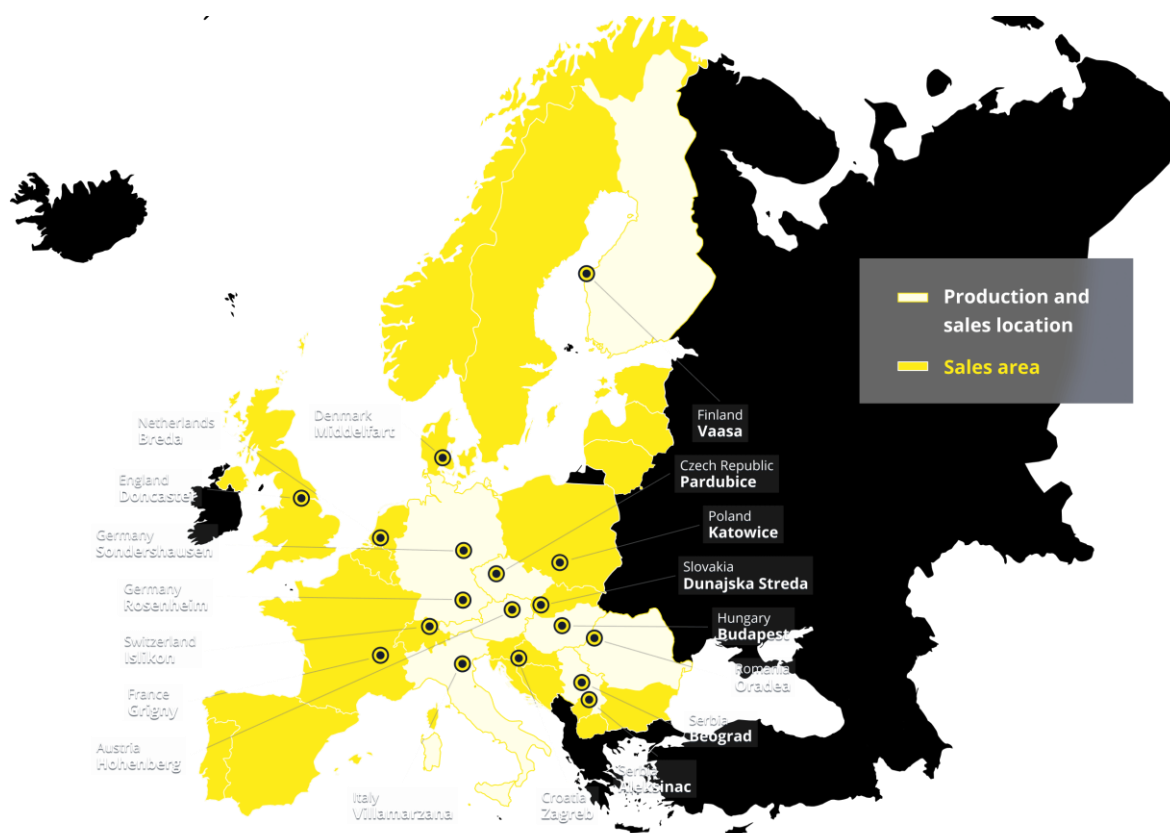 Production and
sales location
Sales area
Netherlands
Breda
Denmark
Middelfart
England
Doncaster
Germany
Sondershausen
Germany
Rosenheim
Switzerland
Islikon
France
Grigny
Austria
Hohenberg
Italy
Villamarzana
Croatia
Zagreb
Finland
Vaasa
Czech Republic
Pardubice
Poland
Katowice
Slovakia
Dunajska Streda
Hungary
Budapest
Romania
Oradea
Serbia
Beograd
Serbia
Aleksinac